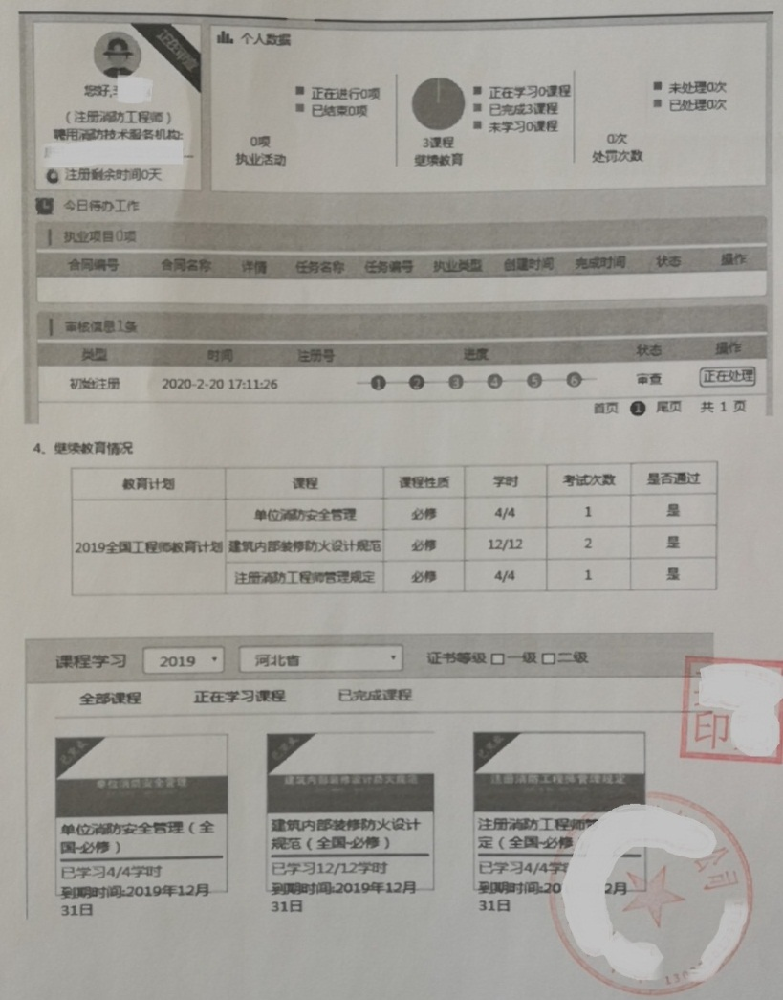 正在审查
您好,
（注册消防工程师）
聘用消防技术服务机构:
注册剩余时间0天
个人数据
正在进行0项
已结束0项
0项
执业活动
正在学习0课程
已完成3课程
未学习0课程
3课程
继续教育
未处理0次
已处理0次
0次
处罚次数
今日待办工作
执业项目0项
合同编号 合同名称 详情 任务名称 任务编号 执业类型 创建时间 完成时间 状态 操作
审核信息1条
类型 时间 注册号 进度 状态 操作
初始注册 2020-2-20 17:11:26 1 2 3 4 5 6 审查 正在处理
首页 1 尾页 共 1 页
4、继续教育情况
教育计划 课程 课程性质 学时 考试次数 是否通过
单位消防安全管理 必修 4/4 1 是
2019全国工程师教育计划 建筑内部装修防火设计规范 必修 12/12 2 是
注册消防工程师管理规定 必修 4/4 1 是
课程学习 2019 河北省 证书等级 一级 二级
全部课程 正在学习课程 已完成课程
印
已完成
单位消防安全管理
单位消防安全管理（全
国-必修）
已学习4/4学时
到期时间:2019年12月
31日
已完成
建筑内部装修设计防火规范
建筑内部装修防火设计
规范（全国-必修）
已学习12/12学时
到期时间:2019年12月
31日
已完成
注册消防工程师管理规定
注册消防工程师管
定（全国-必修
已学习4/4学
到期时间:20 2月
31日
公司